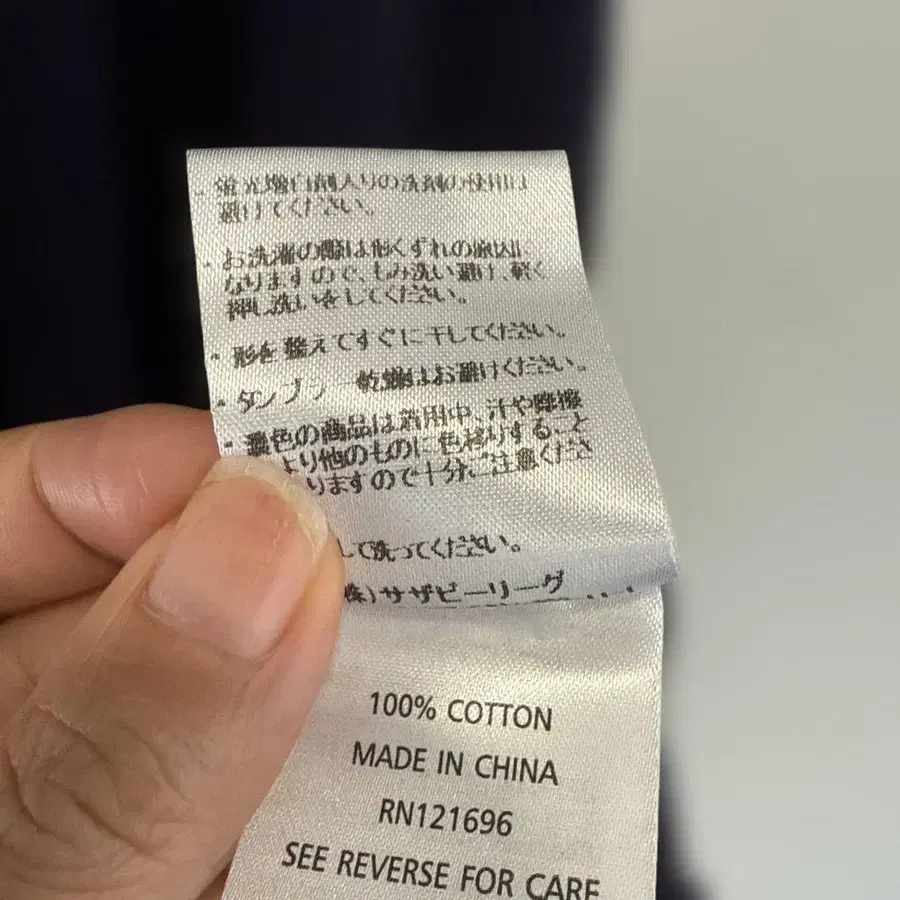 ・蛍光増白剤入りの洗剤の使用は
避けてください。
・お洗濯の際は形くずれの原因に
なりますので、もみ洗い避け、軽く
押し洗いをしてください。
・形を整えてすぐに干してください。
・タンブラー乾燥はお避けください。
・濃色の商品は着用中、汗や摩擦
より他のものに色移りすること
りますので十分ご注意くださ
して洗ってください。
株)サザビーリーグ
100% COTTON
MADE IN CHINA
RN121696
SEE REVERSE FOR CARE